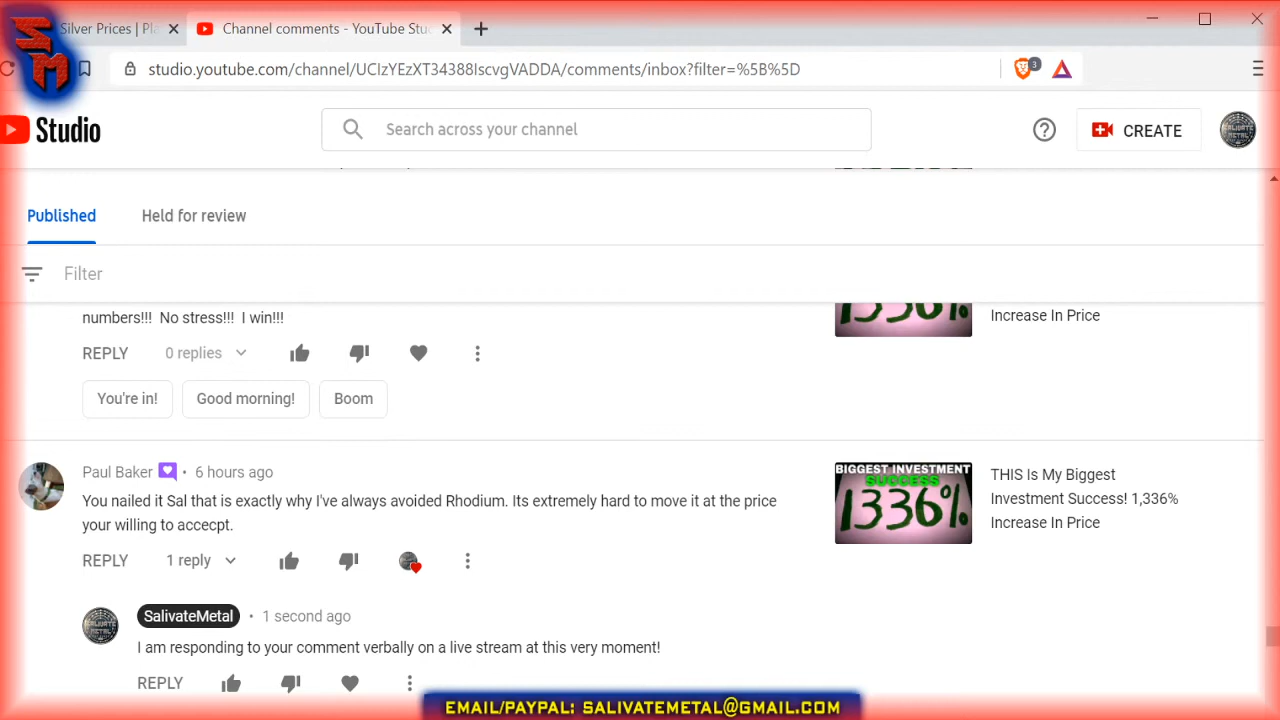 SM
Silver Prices | Pla
Channel comments - YouTube Stu
studio.youtube.com/channel/UCIzYEzXT34388IscvgVADDA/comments/inbox?filter=%5B%5D
3
Studio
Search across your channel
CREATE
Published
Held for review
Filter
numbers!!! No stress!!! I win!!!
1336%
Increase In Price
REPLY 0 replies
You're in! Good morning! Boom
Paul Baker • 6 hours ago
You nailed it Sal that is exactly why I've always avoided Rhodium. Its extremely hard to move it at the price
your willing to accecpt.
BIGGEST INVESTMENT
SUCCESS
1336%
THIS Is My Biggest
Investment Success! 1,336%
Increase In Price
REPLY 1 reply
SalivateMetal • 1 second ago
I am responding to your comment verbally on a live stream at this very moment!
REPLY
EMAIL/PAYPAL: SALIVATEMETAL@GMAIL.COM